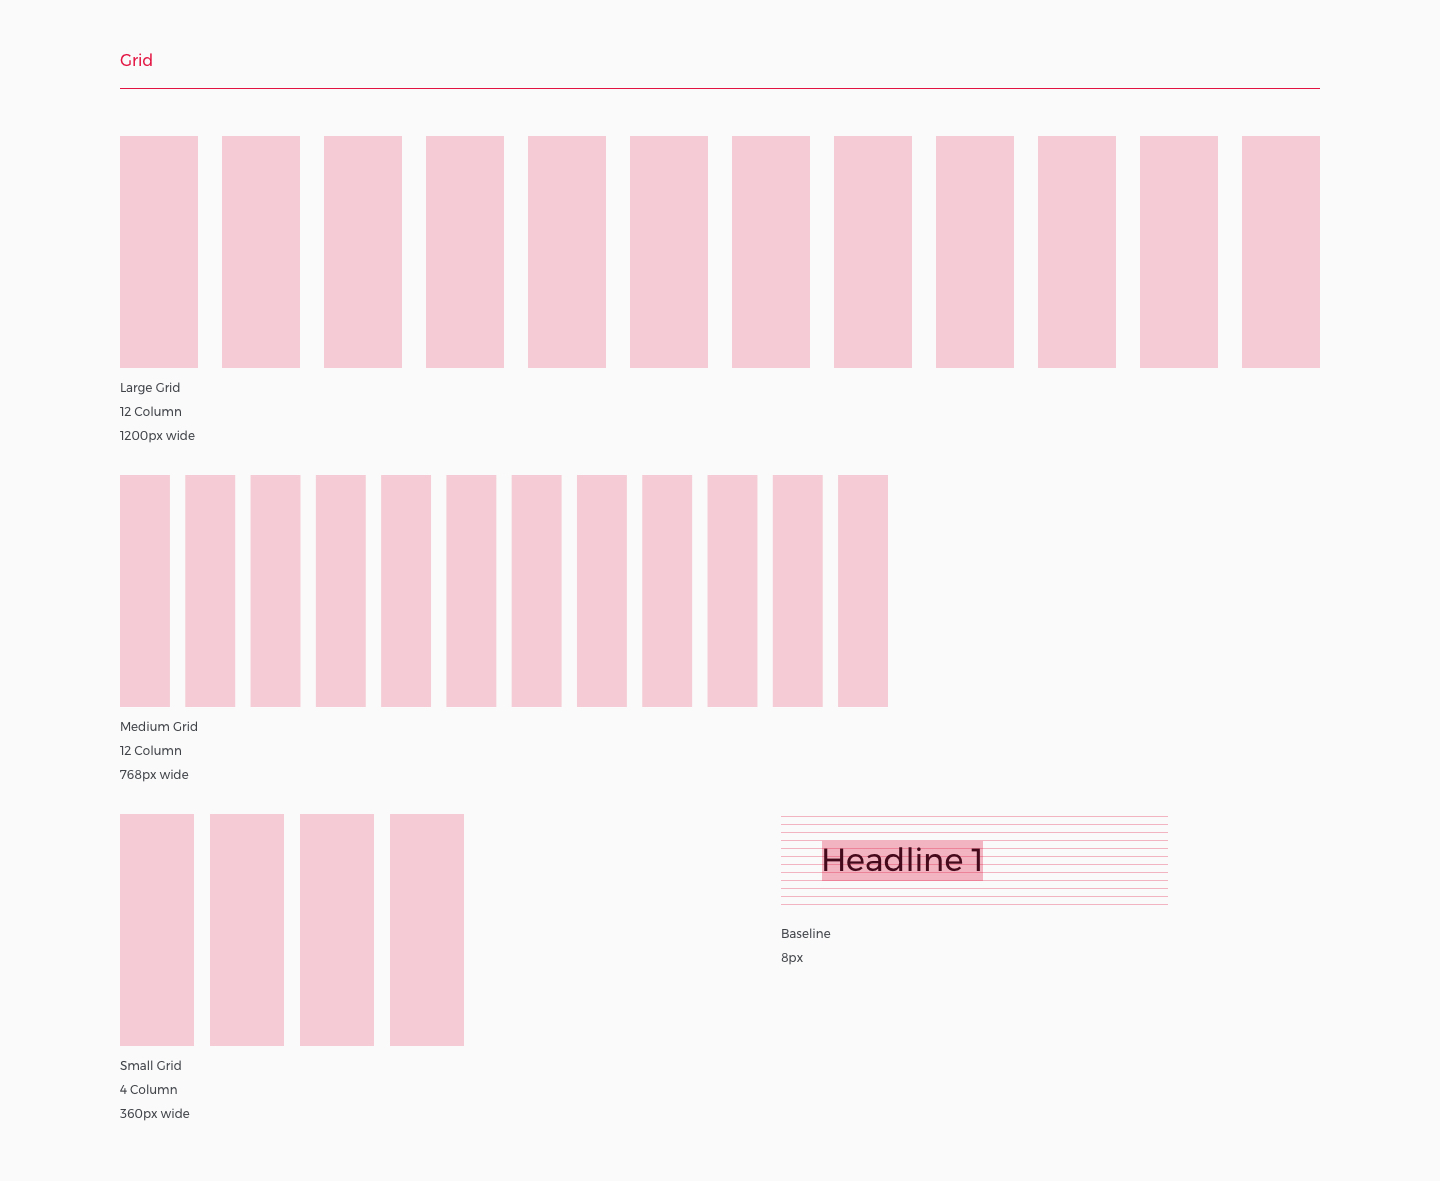 Grid
Large Grid
12 Column
1200px wide
Medium Grid
12 Column
768px wide
Small Grid
4 Column
360px wide
Headline 1
Baseline
8px